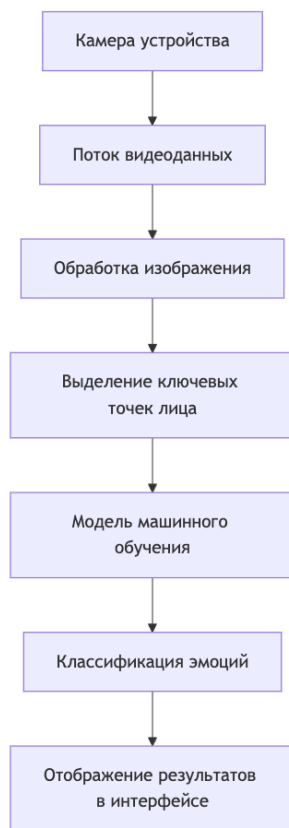 Камера устройства
Поток видеоданных
Обработка изображения
Выделение ключевых
точек лица
Модель машинного
обучения
Классификация эмоций
Отображение результатов
в интерфейсе